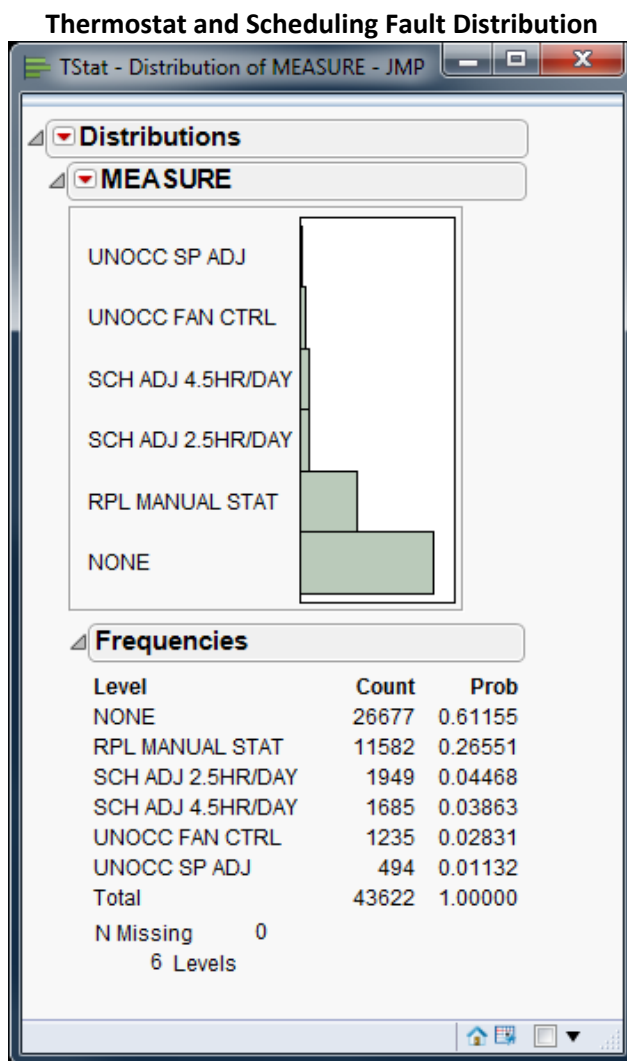 Thermostat and Scheduling Fault Distribution
TStat - Distribution of MEASURE - JMP
Distributions
MEASURE
UNOCC SP ADJ
UNOCC FAN CTRL
SCH ADJ 4.5HR/DAY
SCH ADJ 2.5HR/DAY
RPL MANUAL STAT
NONE
Frequencies
Level Count Prob
NONE 26677 0.61155
RPL MANUAL STAT 11582 0.26551
SCH ADJ 2.5HR/DAY 1949 0.04468
SCH ADJ 4.5HR/DAY 1685 0.03863
UNOCC FAN CTRL 1235 0.02831
UNOCC SP ADJ 494 0.01132
Total 43622 1.00000
N Missing 0
6 Levels